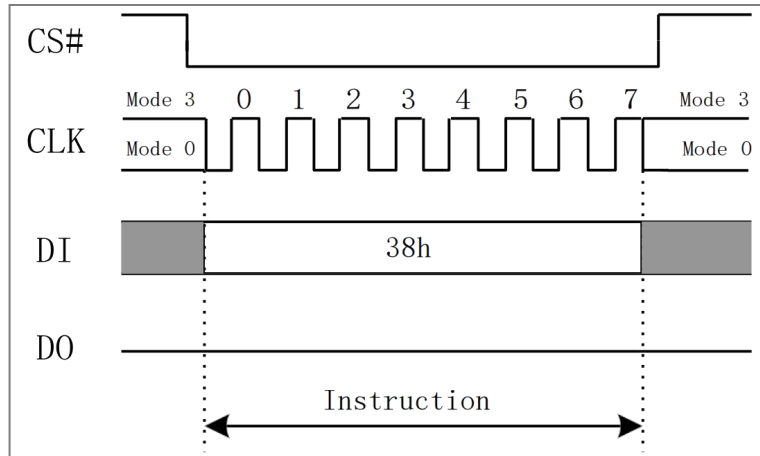 CS#
Mode 3 0 1 2 3 4 5 6 7 Mode 3
CLK
Mode 0 Mode 0
DI 38h
DO
Instruction